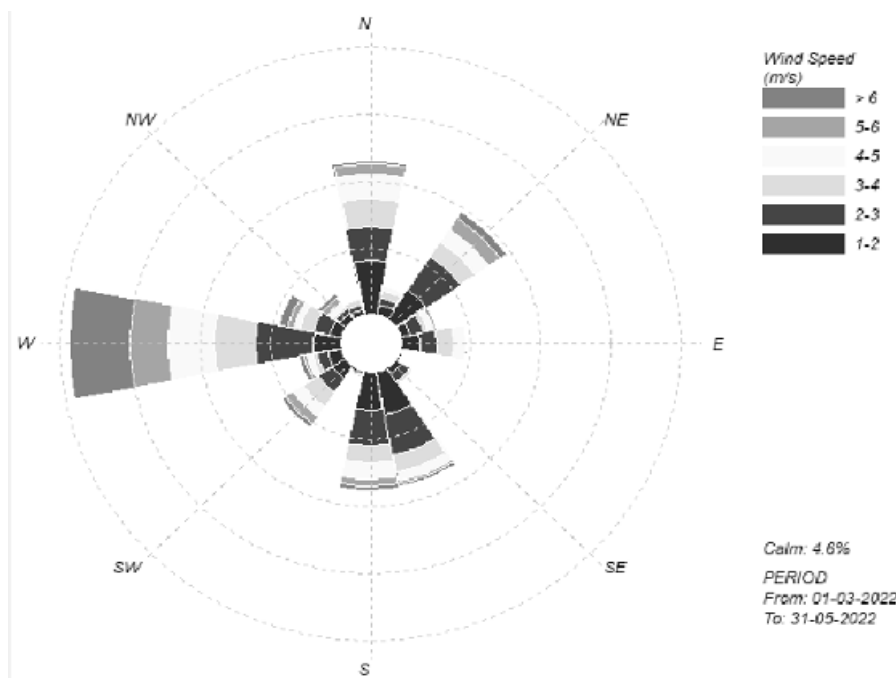 N
NW
NE
W
E
SW
SE
S
Wind Speed
(m/s)
> 6
5-6
4-5
3-4
2-3
1-2
Calm: 4.6%
PERIOD
From: 01-03-2022
To: 31-05-2022